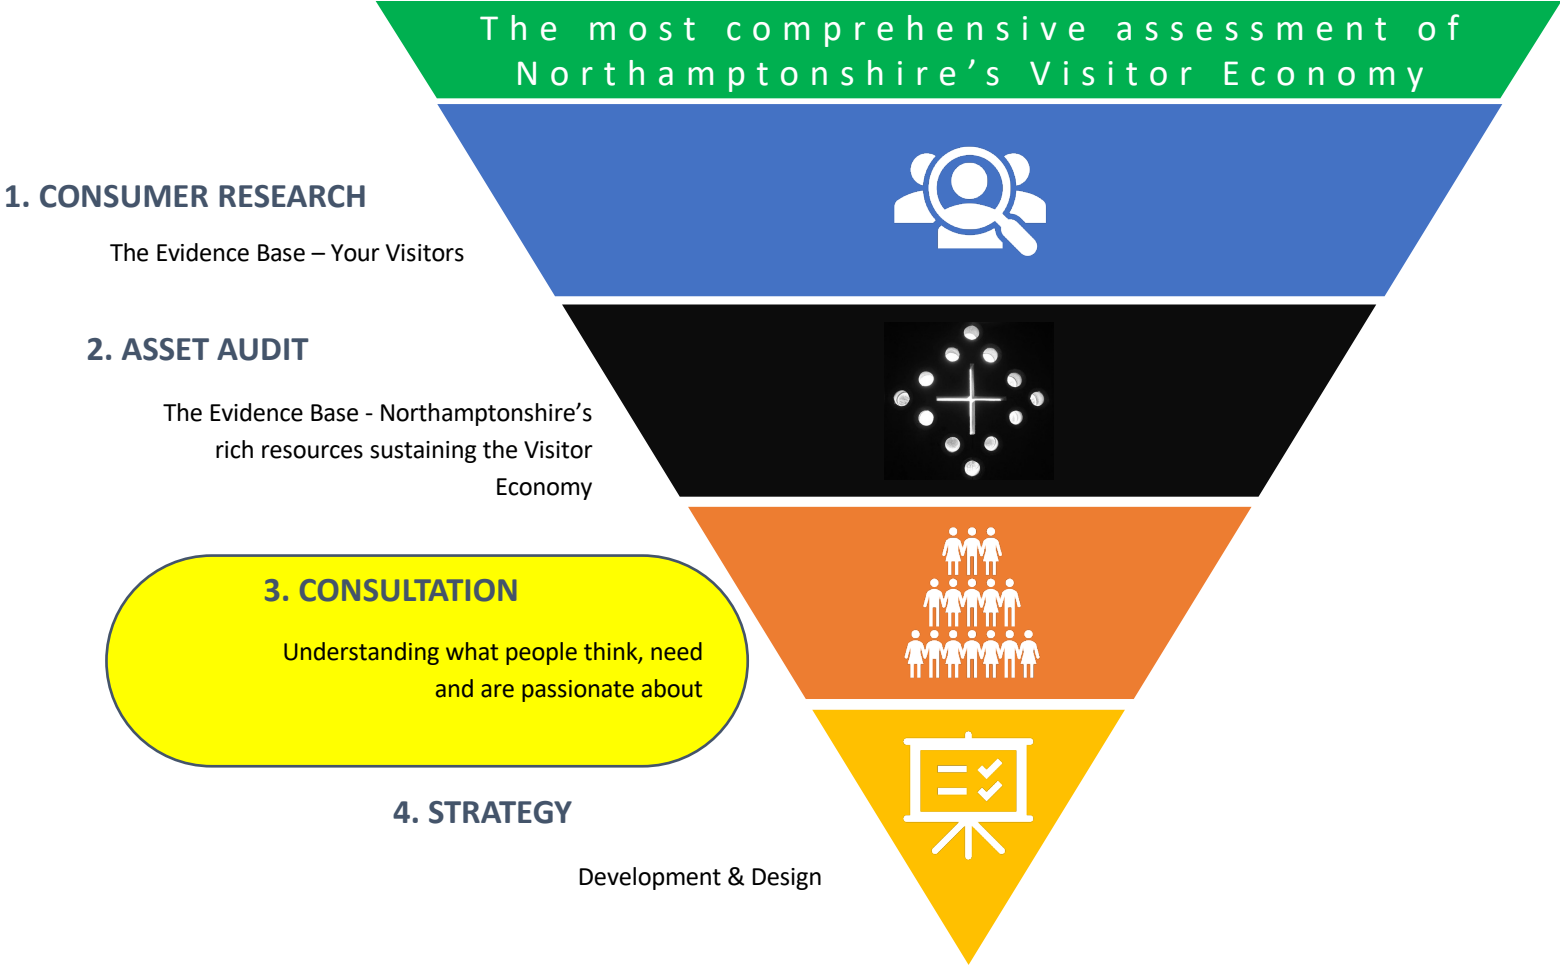 The most comprehensive assessment of
Northamptonshire’s Visitor Economy
1. CONSUMER RESEARCH
The Evidence Base – Your Visitors
2. ASSET AUDIT
The Evidence Base - Northamptonshire’s
rich resources sustaining the Visitor
Economy
3. CONSULTATION
Understanding what people think, need
and are passionate about
4. STRATEGY
Development & Design